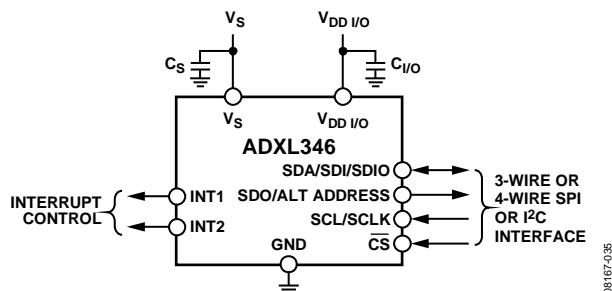 VS
VDD I/O
CS
CI/O
VS
VDD I/O
ADXL346
SDA/SDI/SDIO
SDO/ALT ADDRESS
SCL/SCLK
CS
INT1
INT2
GND
INTERRUPT
CONTROL
3-WIRE OR
4-WIRE SPI
OR I2C
INTERFACE
08167-035